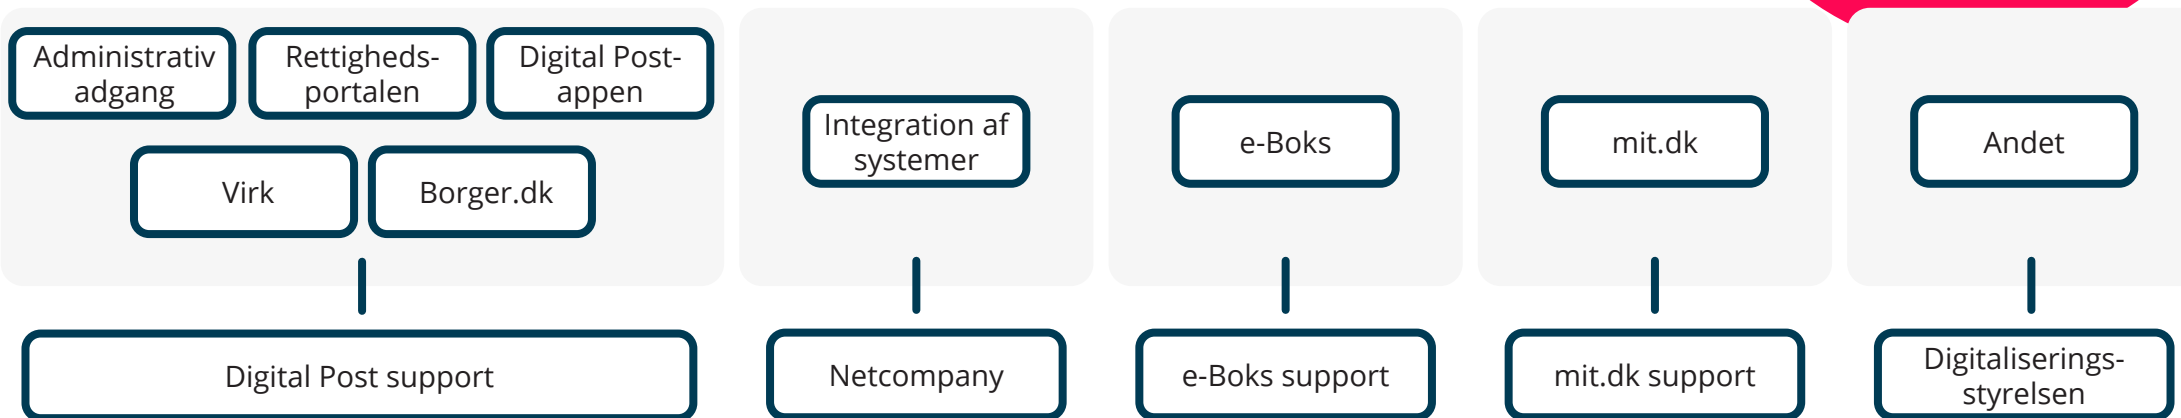 Administrativ
adgang
Rettigheds-
portalen
Digital Post-
appen
Virk
Borger.dk
Digital Post support
Integration af
systemer
Netcompany
e-Boks
e-Boks support
mit.dk
mit.dk support
Andet
Digitaliserings-
styrelsen